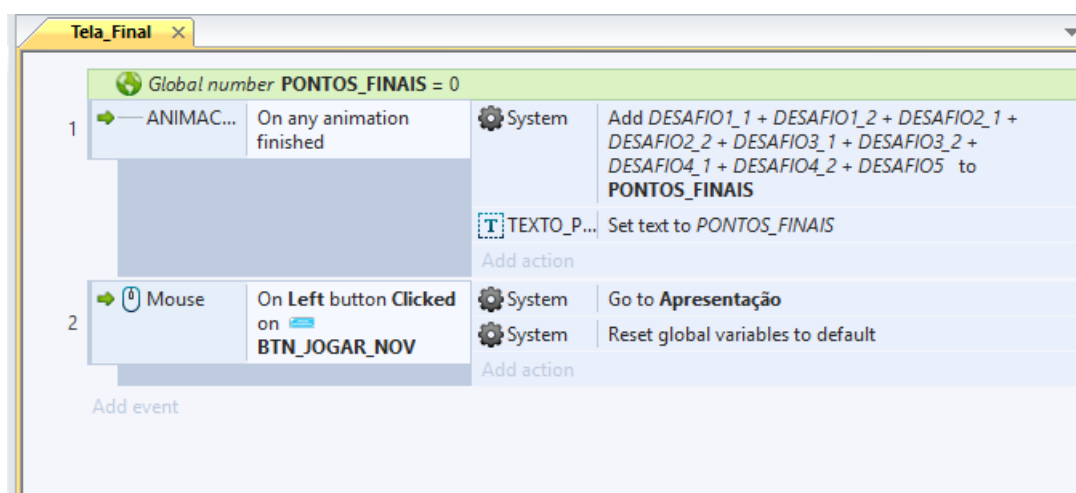 Tela_Final
Global number PONTOS_FINAIS = 0
1
ANIMAC...
On any animation
finished
System
Add DESAFIO1_1 + DESAFIO1_2 + DESAFIO2_1 +
DESAFIO2_2 + DESAFIO3_1 + DESAFIO3_2 +
DESAFIO4_1 + DESAFIO4_2 + DESAFIO5 to
PONTOS_FINAIS
T TEXTO_P...
Set text to PONTOS_FINAIS
Add action
2
Mouse
On Left button Clicked
on
BTN_JOGAR_NOV
System
Go to Apresentação
System
Reset global variables to default
Add action
Add event